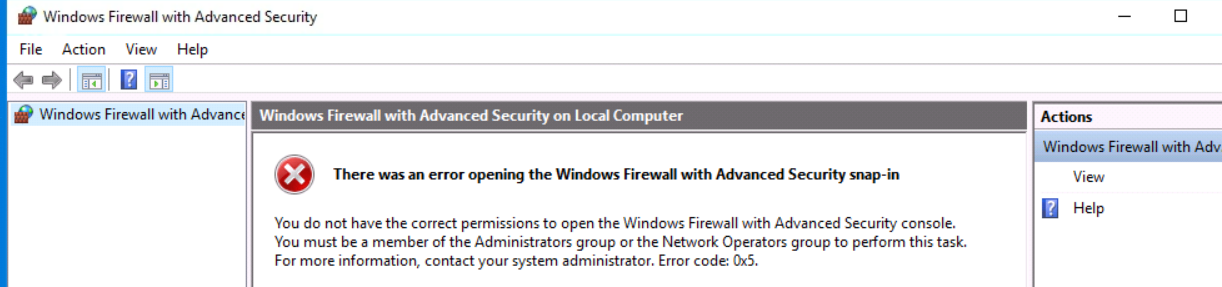 Windows Firewall with Advanced Security
File Action View Help
Windows Firewall with Advance
Windows Firewall with Advanced Security on Local Computer
There was an error opening the Windows Firewall with Advanced Security snap-in
You do not have the correct permissions to open the Windows Firewall with Advanced Security console.
You must be a member of the Administrators group or the Network Operators group to perform this task.
For more information, contact your system administrator. Error code: 0x5.
Actions
Windows Firewall with Adv
View
Help